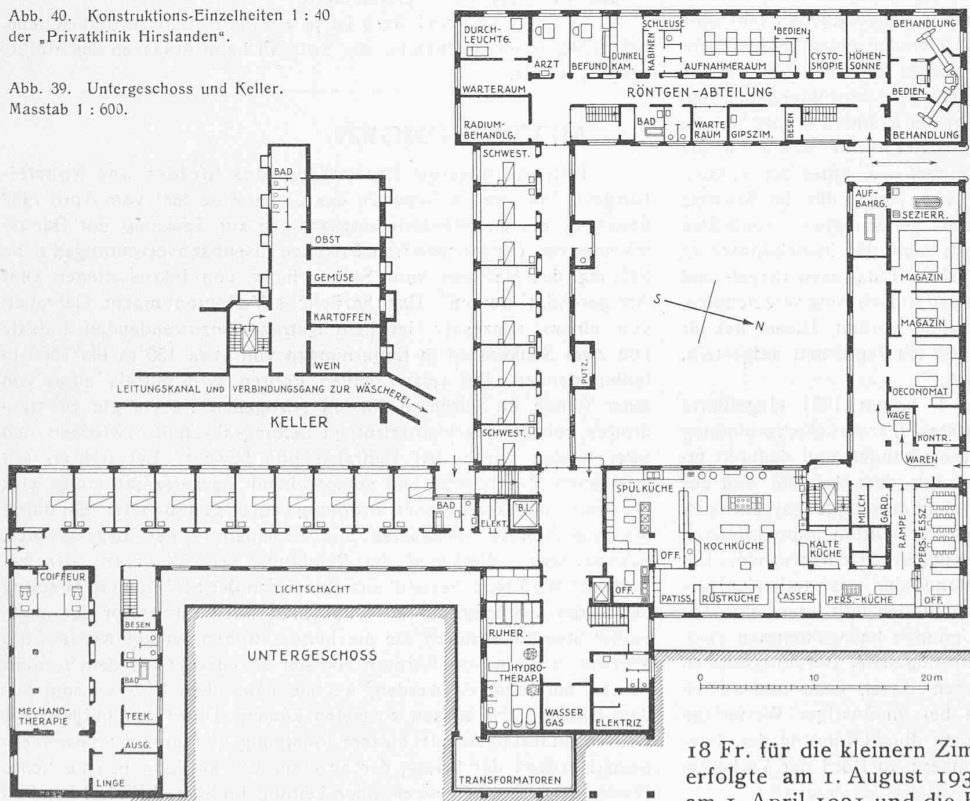 Abb. 40. Konstruktions-Einzelheiten 1 : 40
der „Privatklinik Hirslanden“.
Abb. 39. Untergeschoss und Keller.
Masstab 1 : 600.
DURCH-
LEUCHTG.
ARZT
BEFUND
DUNKEL
KAM.
SCHLEUSE
KABINEN
AUFNAHMERAUM
BEDIEN
CYSTO-
SKOPIE
HÖHEN-
SONNE
BEHANDLUNG
WARTERAUM
RÖNTGEN-ABTEILUNG
BEDIEN.
RADIUM-
BEHANDLG.
BAD
WARTE
RAUM
GIPSZIM.
BESEN
BEHANDLUNG
SCHWEST.
BAD
OBST
GEMÜSE
KARTOFFEN
WEIN
LEITUNGSKANAL UND VERBINDUNGSGANG ZUR WÄSCHEREI
KELLER
AUF-
BAHRG.
SEZIERR.
MAGAZIN
MAGAZIN
OECONOMAT
S
N
PUTZR.
SCHWEST.
WAGE
KONTR.
WAREN
BAD
ELEKT.
B.L.
SPÜLKÜCHE
KOCHKÜCHE
KALTE
KÜCHE
MILCH
GARD.
RAMPE
PERS.-ESSZ.
OFF.
OFF.
PATISS.
RÜSTKÜCHE
CASSER.
PERS.-KÜCHE
OFF.
COIFFEUR
LICHTSCHACHT
BESEN
BAD
UNTERGESCHOSS
RUHER.
HYDRO-
THERAP.
MECHANO-
THERAPIE
TEEK.
WASSER
GAS
ELEKTRIZ.
AUSG.
LINGE
TRANSFORMATOREN
0 10 20 m
18 Fr. für die kleinern Zim
erfolgte am 1. August 193